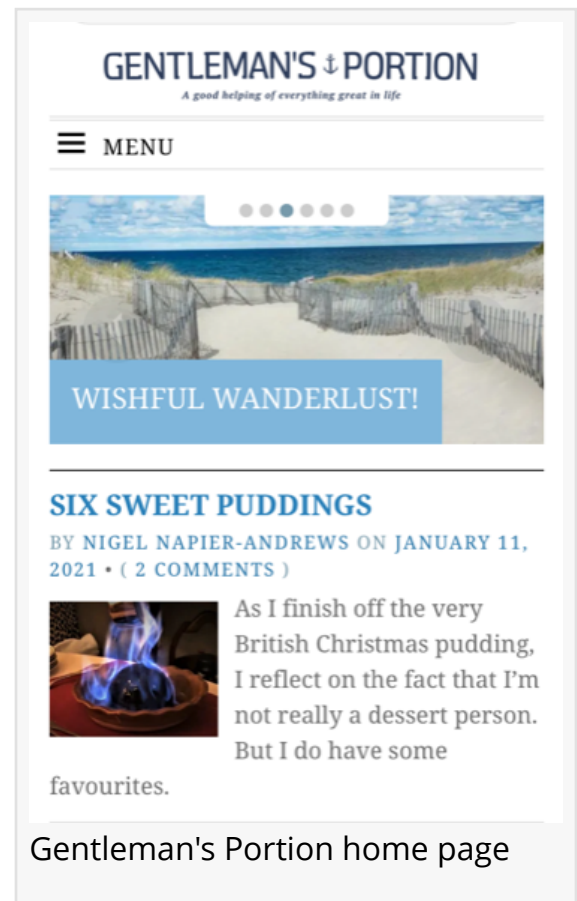 GENTLEMAN'S PORTION
A good helping of everything great in life
MENU
WISHFUL WANDERLUST!
SIX SWEET PUDDINGS
BY NIGEL NAPIER-ANDREWS ON JANUARY 11,
2021 • ( 2 COMMENTS )
As I finish off the very
British Christmas pudding,
I reflect on the fact that I’m
not really a dessert person.
But I do have some
favourites.
Gentleman's Portion home page